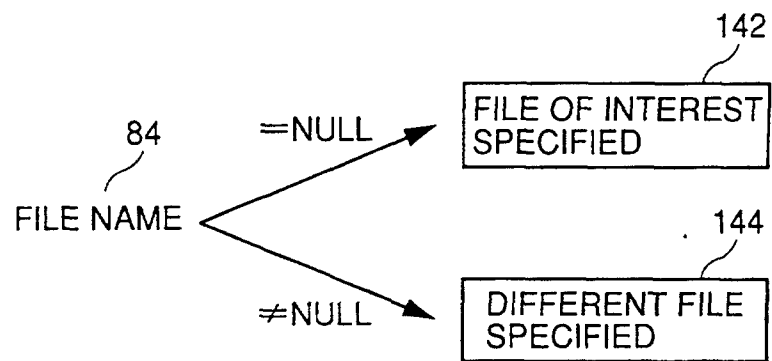 142
FILE OF INTEREST
SPECIFIED
=NULL
84
FILE NAME
144
DIFFERENT FILE
SPECIFIED
≠NULL